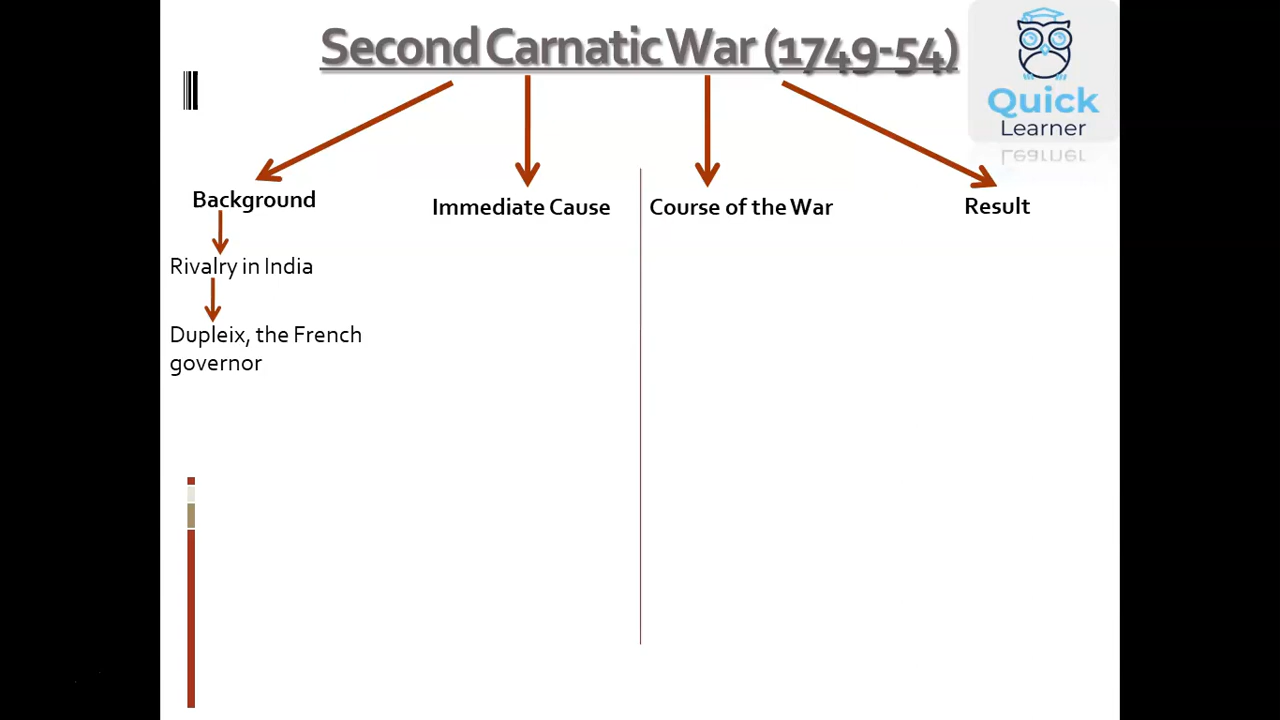 Second Carnatic War (1749-54)
Quick
Learner
Background
Immediate Cause
Course of the War
Result
Rivalry in India
Dupleix, the French
governor